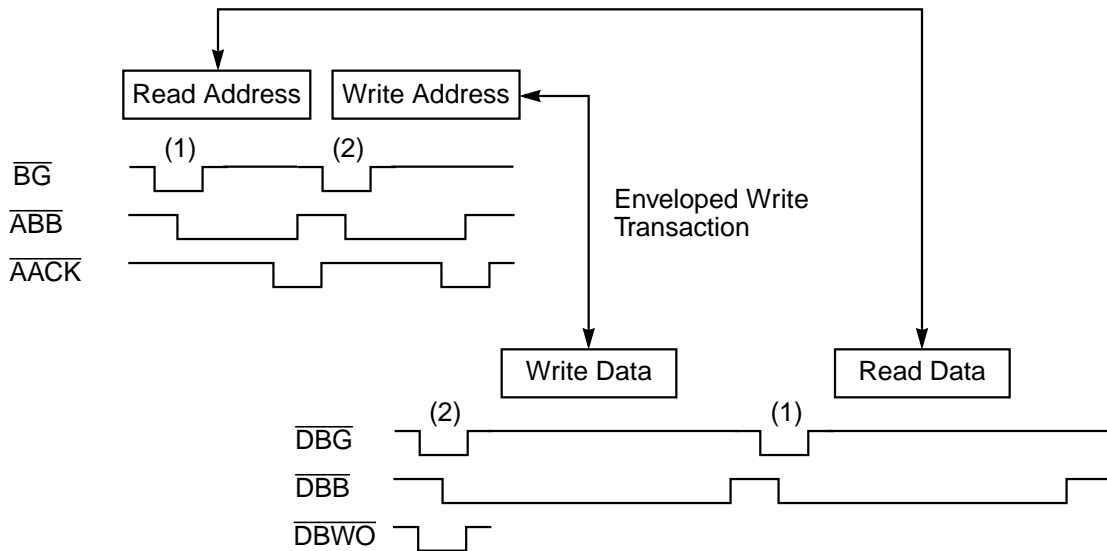 Read Address
Write Address
(1)
(2)
BG
ABB
AACK
Enveloped Write
Transaction
Write Data
Read Data
(2)
(1)
DBG
DBB
DBWO